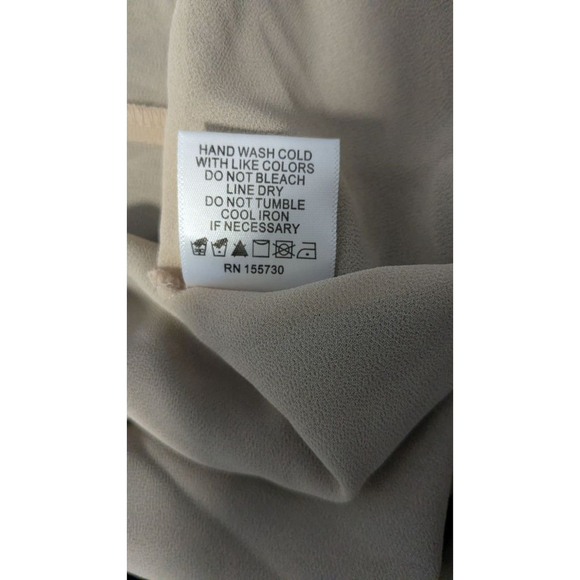 HAND WASH COLD
WITH LIKE COLORS
DO NOT BLEACH
LINE DRY
DO NOT TUMBLE
COOL IRON
IF NECESSARY
RN 155730